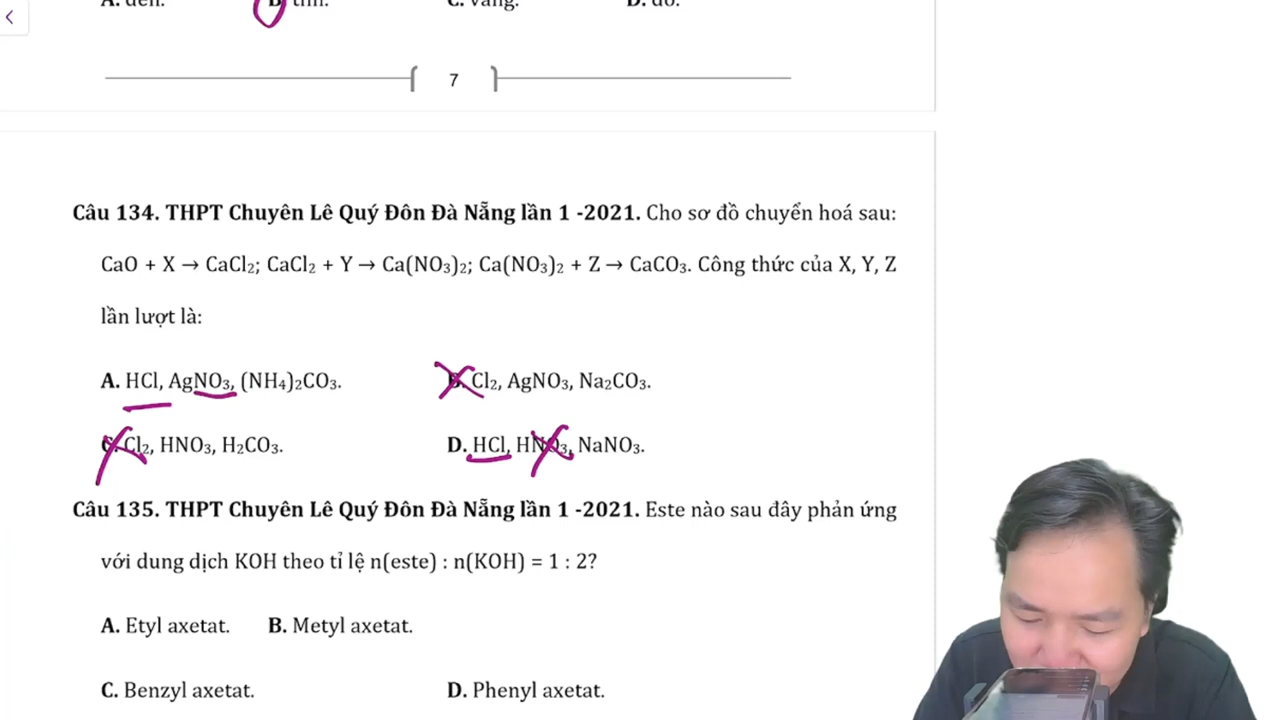 A. đen. B. tím. C. vàng. D. đỏ.
7
Câu 134. THPT Chuyên Lê Quý Đôn Đà Nẵng lần 1 -2021. Cho sơ đồ chuyển hoá sau:
CaO + X → CaCl₂; CaCl₂ + Y → Ca(NO₃)₂; Ca(NO₃)₂ + Z → CaCO₃. Công thức của X, Y, Z
lần lượt là:
A. HCl, AgNO₃, (NH₄)₂CO₃. B. Cl₂, AgNO₃, Na₂CO₃.
C. Cl₂, HNO₃, H₂CO₃. D. HCl, HNO₃, NaNO₃.
Câu 135. THPT Chuyên Lê Quý Đôn Đà Nẵng lần 1 -2021. Este nào sau đây phản ứng
với dung dịch KOH theo tỉ lệ n(este) : n(KOH) = 1 : 2?
A. Etyl axetat. B. Metyl axetat.
C. Benzyl axetat. D. Phenyl axetat.